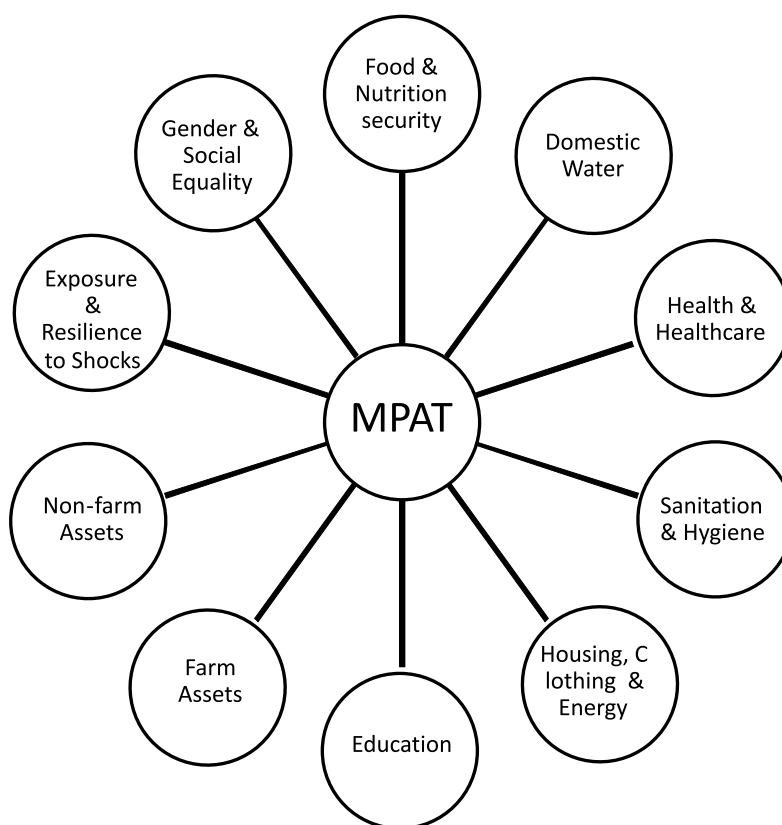 Food &
Nutrition
security
Domestic
Water
Health &
Healthcare
Sanitation
& Hygiene
Housing, C
lothing &
Energy
Education
Farm
Assets
Non-farm
Assets
Exposure
&
Resilience
to Shocks
Gender &
Social
Equality
MPAT